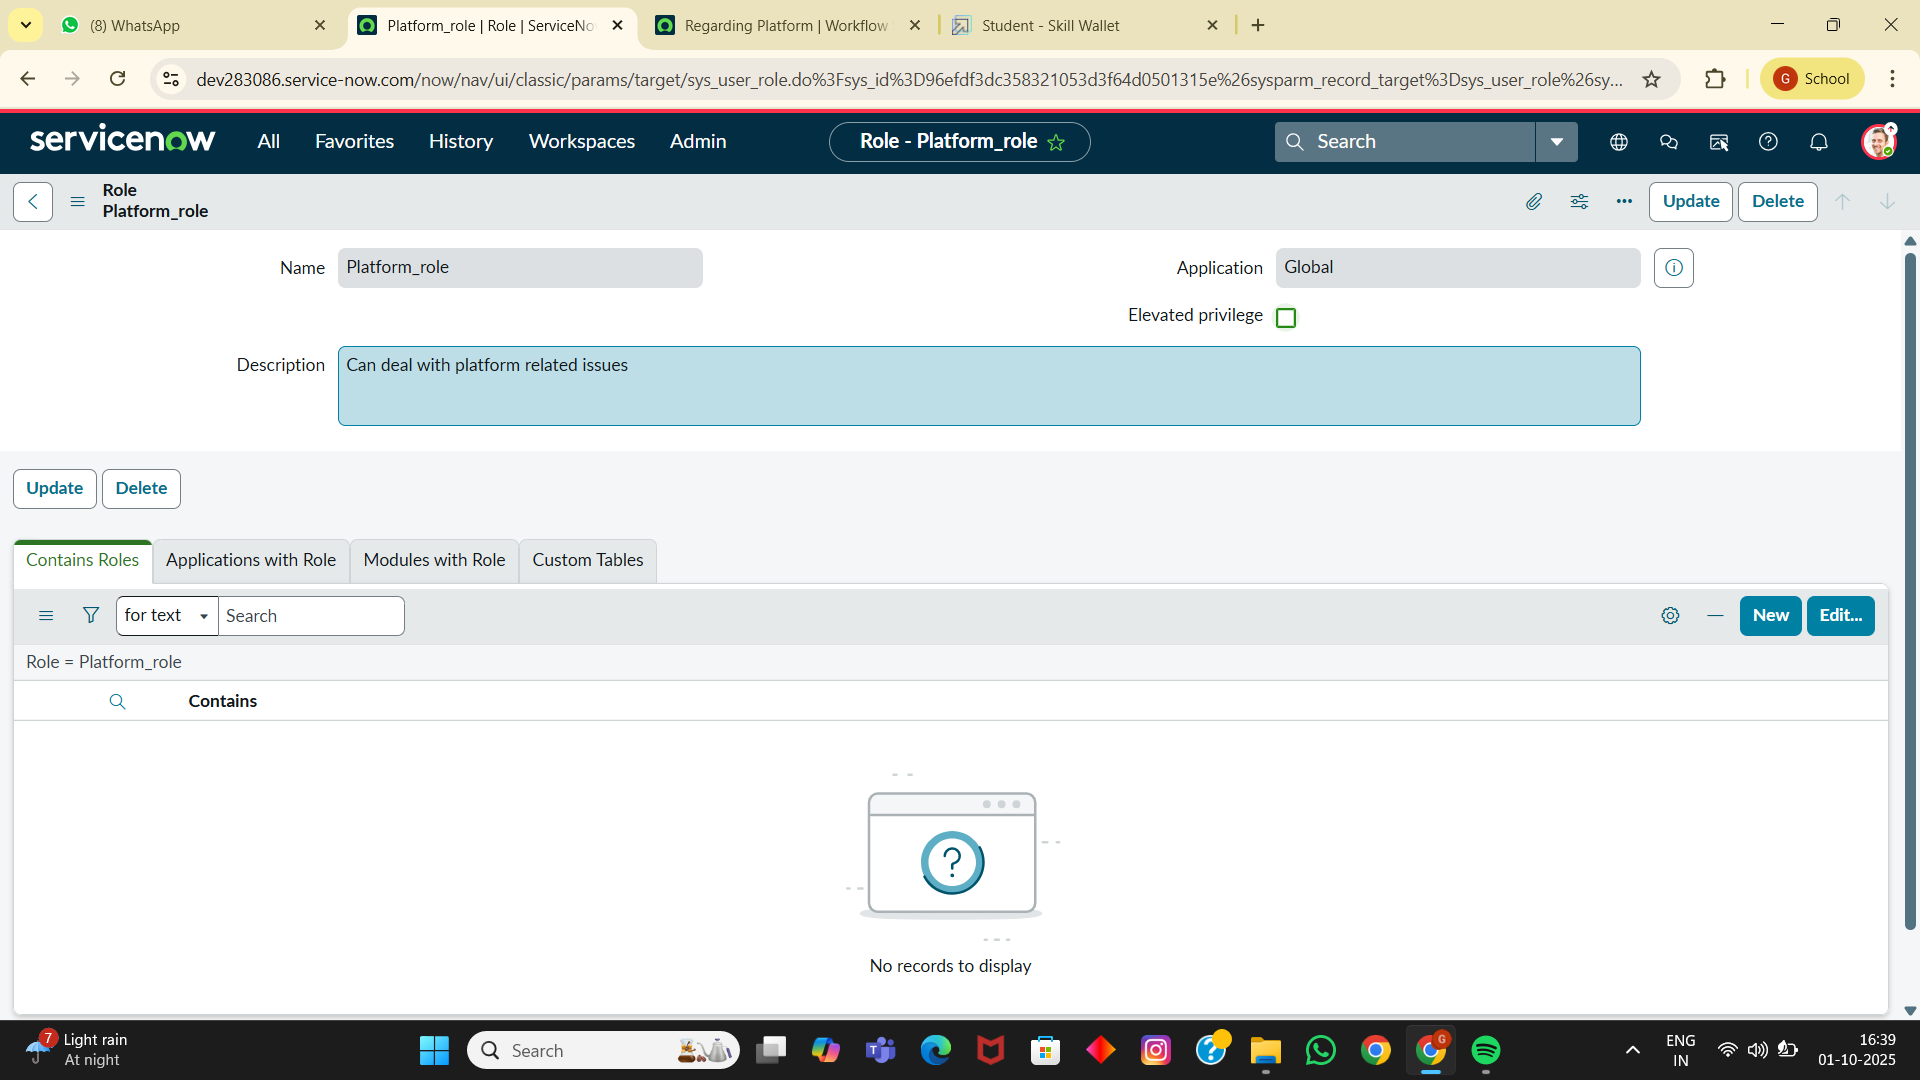 (8) WhatsApp
Platform_role | Role | ServiceNo
Regarding Platform | Workflow
Student - Skill Wallet
dev283086.service-now.com/now/nav/ui/classic/params/target/sys_user_role.do%3Fsys_id%3D96efdf3dc358321053d3f64d0501315e%26sysparm_record_target%3Dsys_user_role%26sy...
G School
servicenow All Favorites History Workspaces Admin Role - Platform_role Search
Role
Platform_role
Update Delete
Name Platform_role Application Global
Elevated privilege
Description Can deal with platform related issues
Update Delete
Contains Roles Applications with Role Modules with Role Custom Tables
for text Search New Edit...
Role = Platform_role
Contains
?
No records to display
7 Light rain
At night
Search
G
ENG
IN
16:39
01-10-2025